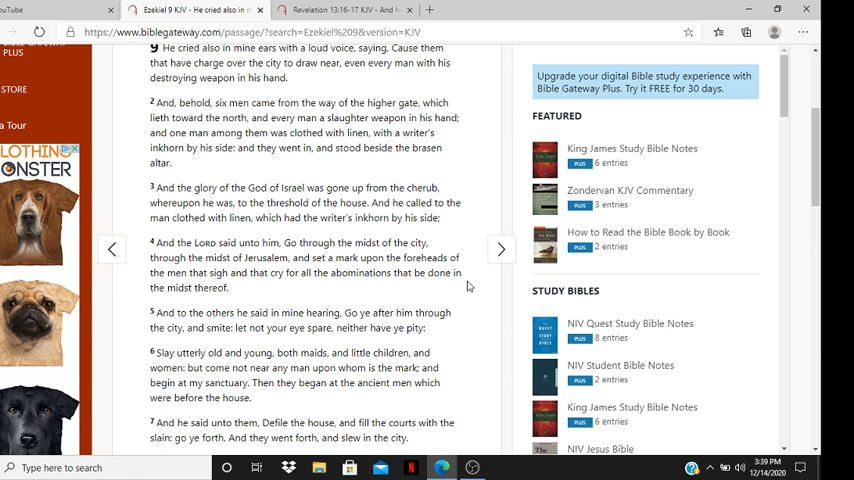 ouTube
Ezekiel 9 KJV - He cried also in m
Revelation 13:16-17 KJV - And h
https://www.biblegateway.com/passage/?search=Ezekiel%209&version=KJV
PLUS
STORE
a Tour
LOTHING
ONSTER
9 He cried also in mine ears with a loud voice, saying, Cause them
that have charge over the city to draw near, even every man with his
destroying weapon in his hand.
2 And, behold, six men came from the way of the higher gate, which
lieth toward the north, and every man a slaughter weapon in his hand;
and one man among them was clothed with linen, with a writer's
inkhorn by his side: and they went in, and stood beside the brasen
altar.
3 And the glory of the God of Israel was gone up from the cherub,
whereupon he was, to the threshold of the house. And he called to the
man clothed with linen, which had the writer's inkhorn by his side;
4 And the LORD said unto him, Go through the midst of the city,
through the midst of Jerusalem, and set a mark upon the foreheads of
the men that sigh and that cry for all the abominations that be done in
the midst thereof.
5 And to the others he said in mine hearing, Go ye after him through
the city, and smite: let not your eye spare, neither have ye pity:
6 Slay utterly old and young, both maids, and little children, and
women: but come not near any man upon whom is the mark; and
begin at my sanctuary. Then they began at the ancient men which
were before the house.
7 And he said unto them, Defile the house, and fill the courts with the
slain: go ye forth. And they went forth, and slew in the city.
Upgrade your digital Bible study experience with
Bible Gateway Plus. Try it FREE for 30 days.
FEATURED
King James Study Bible Notes
PLUS 6 entries
Zondervan KJV Commentary
PLUS 3 entries
How to Read the Bible Book by Book
PLUS 2 entries
STUDY BIBLES
NIV Quest Study Bible Notes
PLUS 8 entries
NIV Student Bible Notes
PLUS 2 entries
King James Study Bible Notes
PLUS 6 entries
NIV Jesus Bible
Type here to search
3:39 PM
12/14/2020